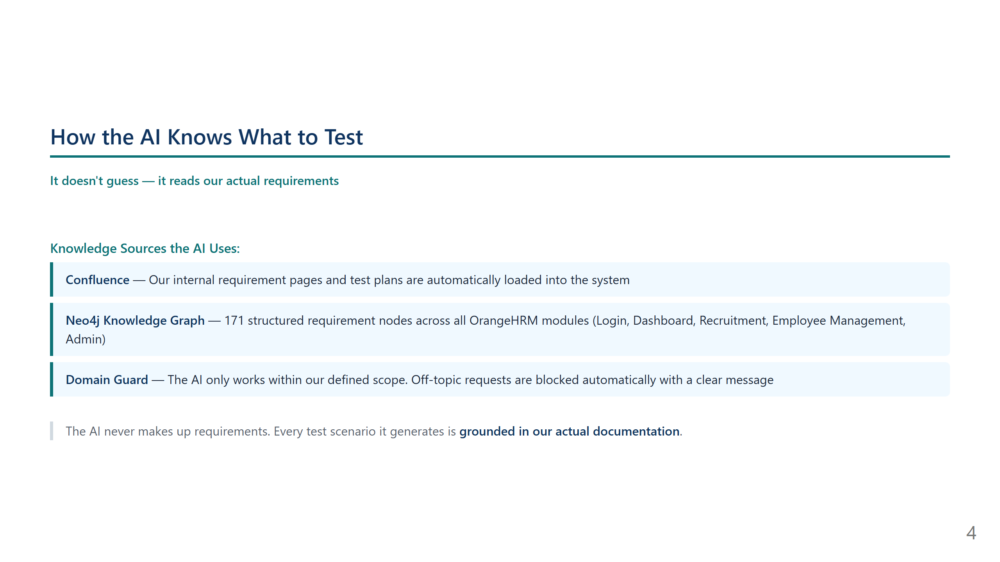 How the AI Knows What to Test
It doesn't guess — it reads our actual requirements
Knowledge Sources the AI Uses:
Confluence — Our internal requirement pages and test plans are automatically loaded into the system
Neo4j Knowledge Graph — 171 structured requirement nodes across all OrangeHRM modules (Login, Dashboard, Recruitment, Employee Management,
Admin)
Domain Guard — The AI only works within our defined scope. Off-topic requests are blocked automatically with a clear message
The AI never makes up requirements. Every test scenario it generates is grounded in our actual documentation.
4